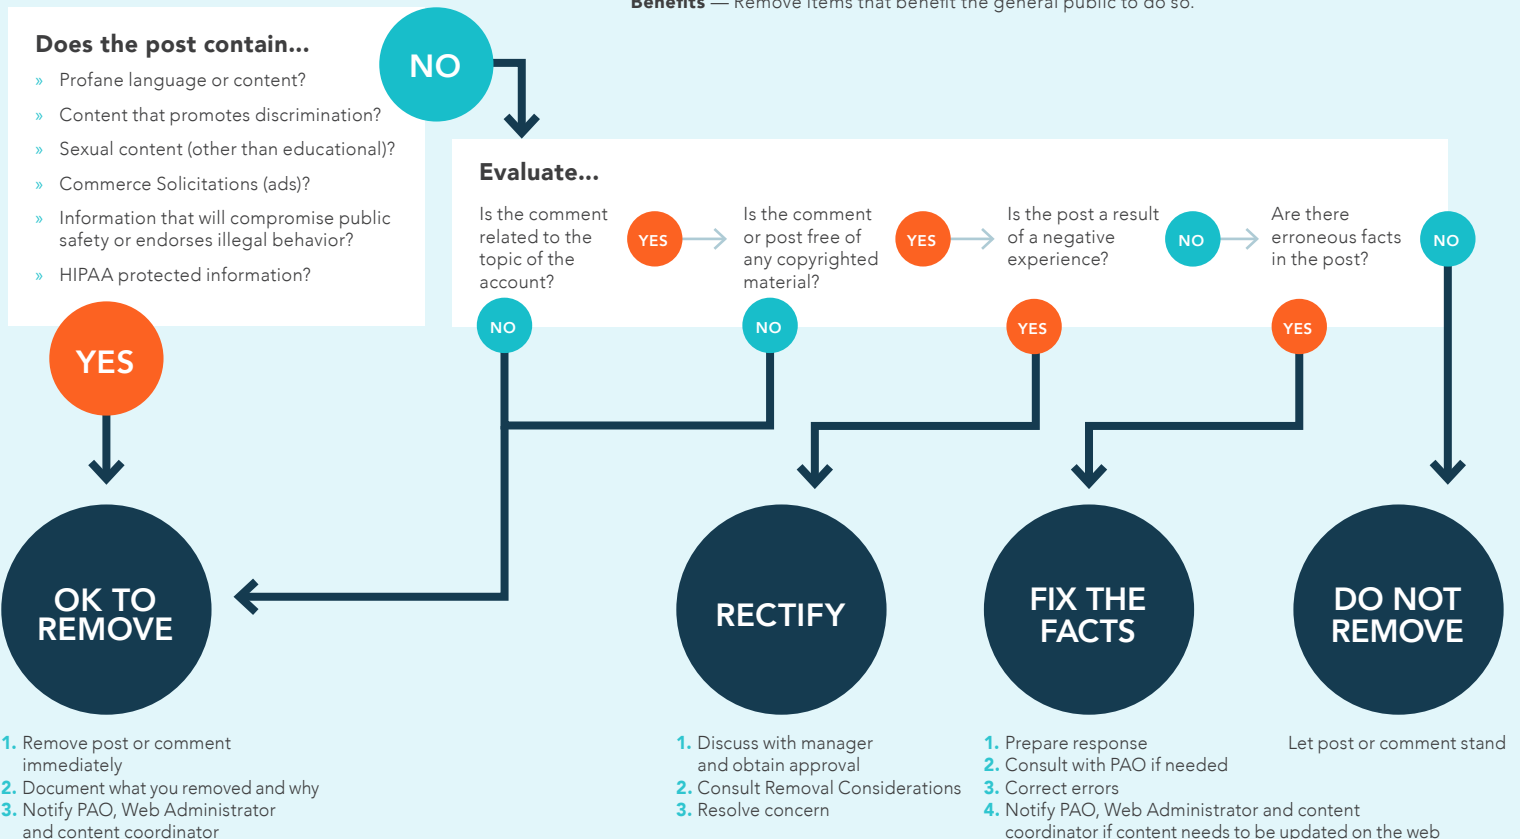 Benefits — Remove items that benefit the general public to do so.
Does the post contain...
» Profane language or content?
» Content that promotes discrimination?
» Sexual content (other than educational)?
» Commerce Solicitations (ads)?
» Information that will compromise public
safety or endorses illegal behavior?
» HIPAA protected information?
NO
YES
Evaluate...
Is the comment
related to the
topic of the
account?
YES
NO
Is the comment
or post free of
any copyrighted
material?
YES
NO
Is the post a result
of a negative
experience?
NO
YES
Are there
erroneous facts
in the post?
NO
YES
OK TO
REMOVE
1. Remove post or comment
immediately
2. Document what you removed and why
3. Notify PAO, Web Administrator
and content coordinator
RECTIFY
1. Discuss with manager
and obtain approval
2. Consult Removal Considerations
3. Resolve concern
FIX THE
FACTS
1. Prepare response
2. Consult with PAO if needed
3. Correct errors
4. Notify PAO, Web Administrator and content
coordinator if content needs to be updated on the web
DO NOT
REMOVE
Let post or comment stand